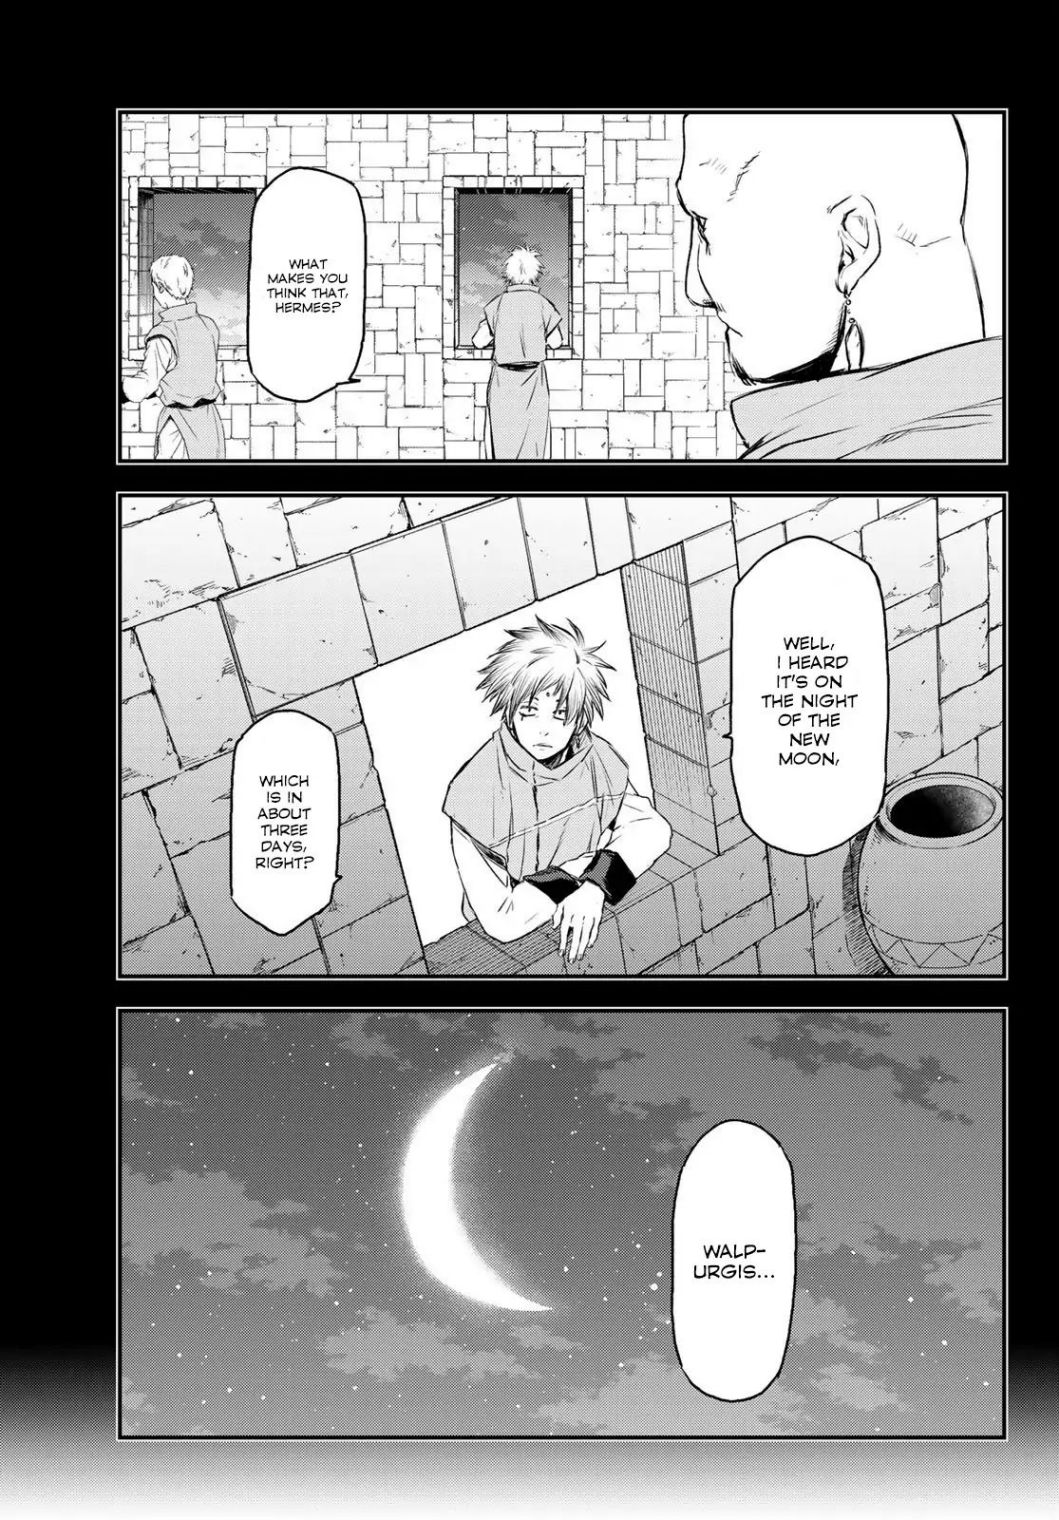 WHAT
MAKES YOU
THINK THAT,
HERMES?
WELL,
I HEARD
IT'S ON
THE NIGHT
OF THE
NEW
MOON,
WHICH
IS IN
ABOUT
THREE
DAYS,
RIGHT?
WALP-
URGIS...